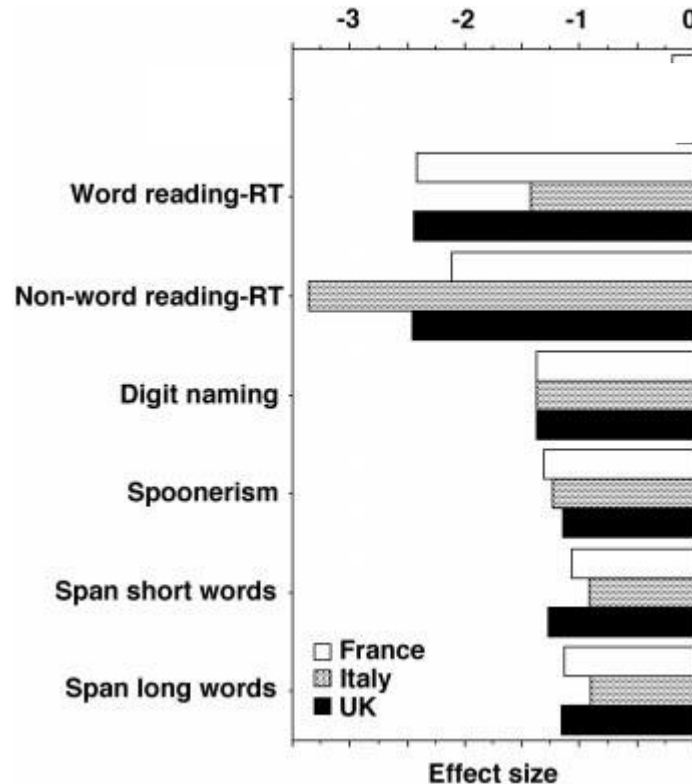 -3 -2 -1 0
Word reading-RT
Non-word reading-RT
Digit naming
Spoonerism
Span short words
France
Italy
Span long words
UK
Effect size